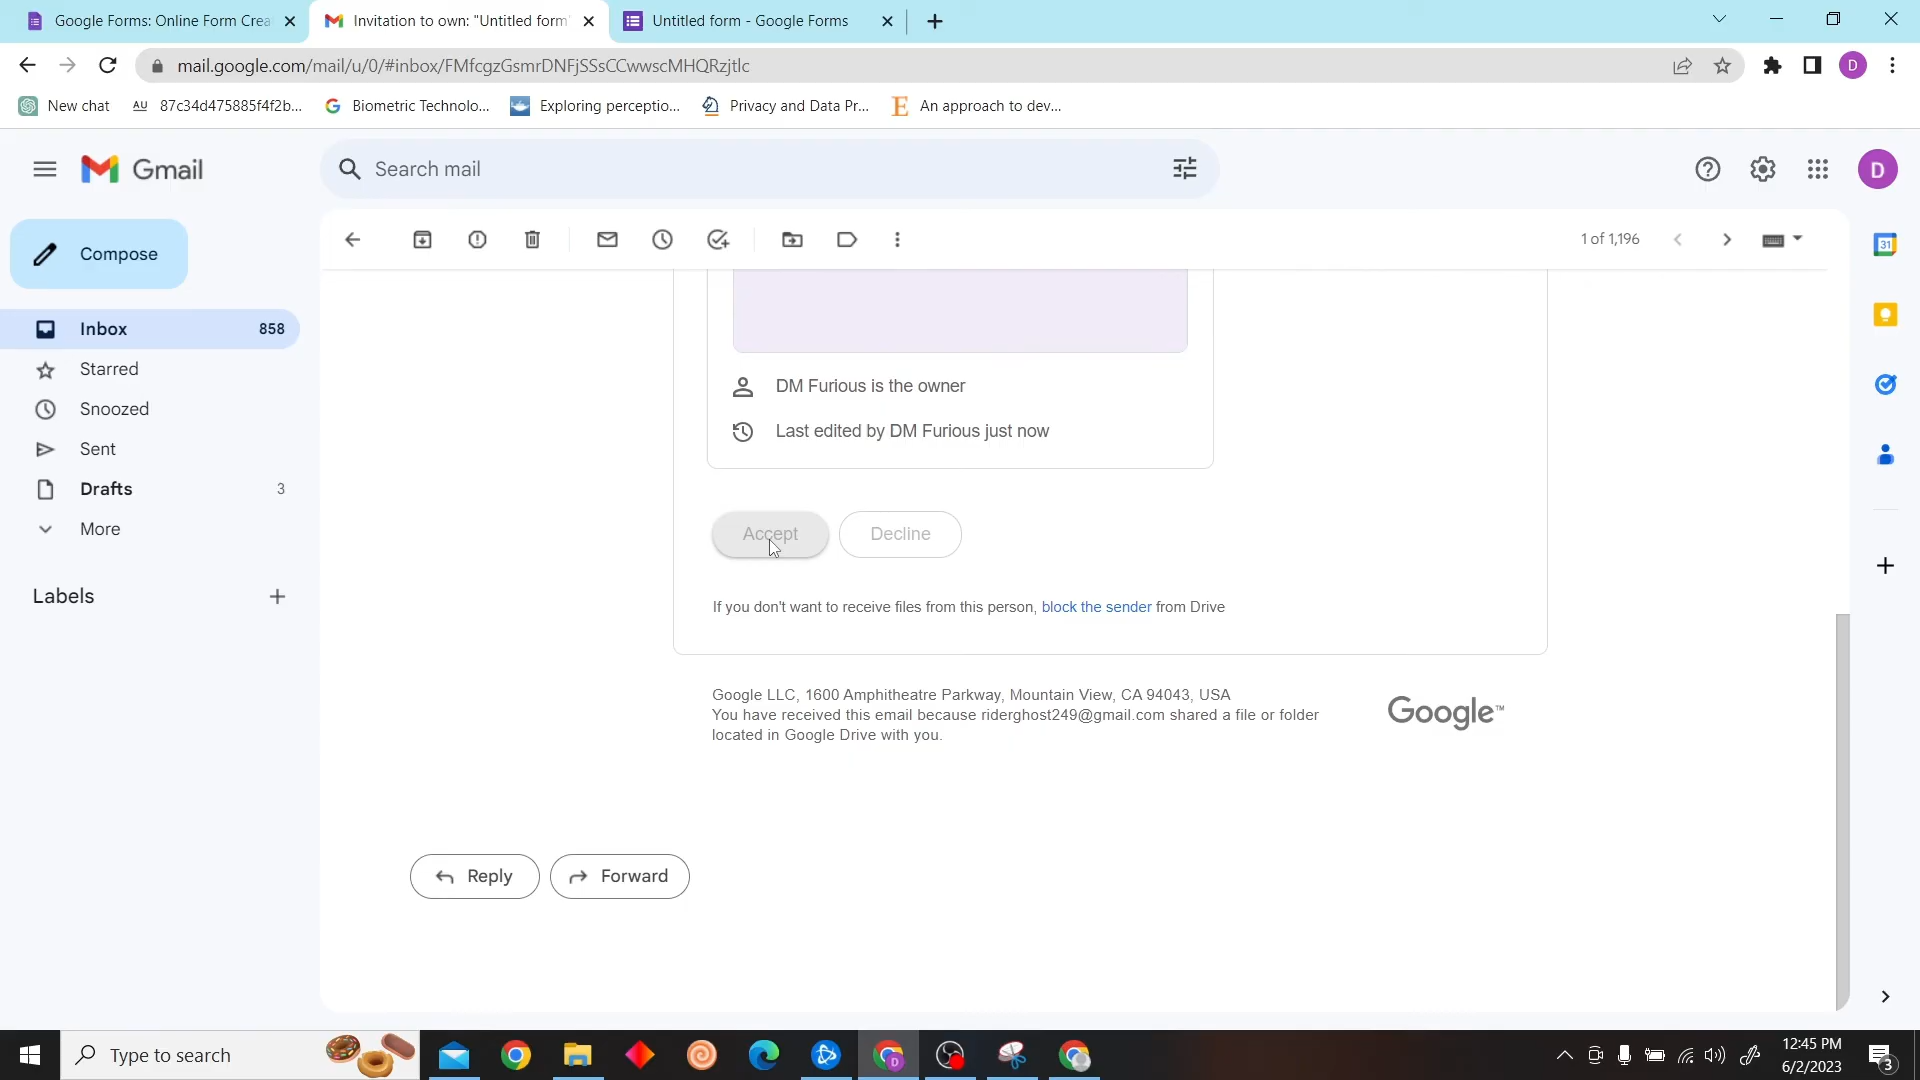 Google Forms: Online Form Crea
Invitation to own: "Untitled form"
Untitled form - Google Forms
mail.google.com/mail/u/0/#inbox/FMfcgzGsmrDNFjSSsCCwwscMHQRzjtlc
D
New chat
AU 87c34d475885f4f2b...
Biometric Technolo...
Exploring perceptio...
Privacy and Data Pr...
E An approach to dev...
Gmail
Search mail
D
Compose
1 of 1,196
31
Inbox 858
Starred
Snoozed
Sent
Drafts 3
More
Labels
DM Furious is the owner
Last edited by DM Furious just now
Accept
Decline
If you don't want to receive files from this person, block the sender from Drive
Google LLC, 1600 Amphitheatre Parkway, Mountain View, CA 94043, USA
You have received this email because riderghost249@gmail.com shared a file or folder
located in Google Drive with you.
Google™
Reply
Forward
Type to search
D
12:45 PM
6/2/2023
3